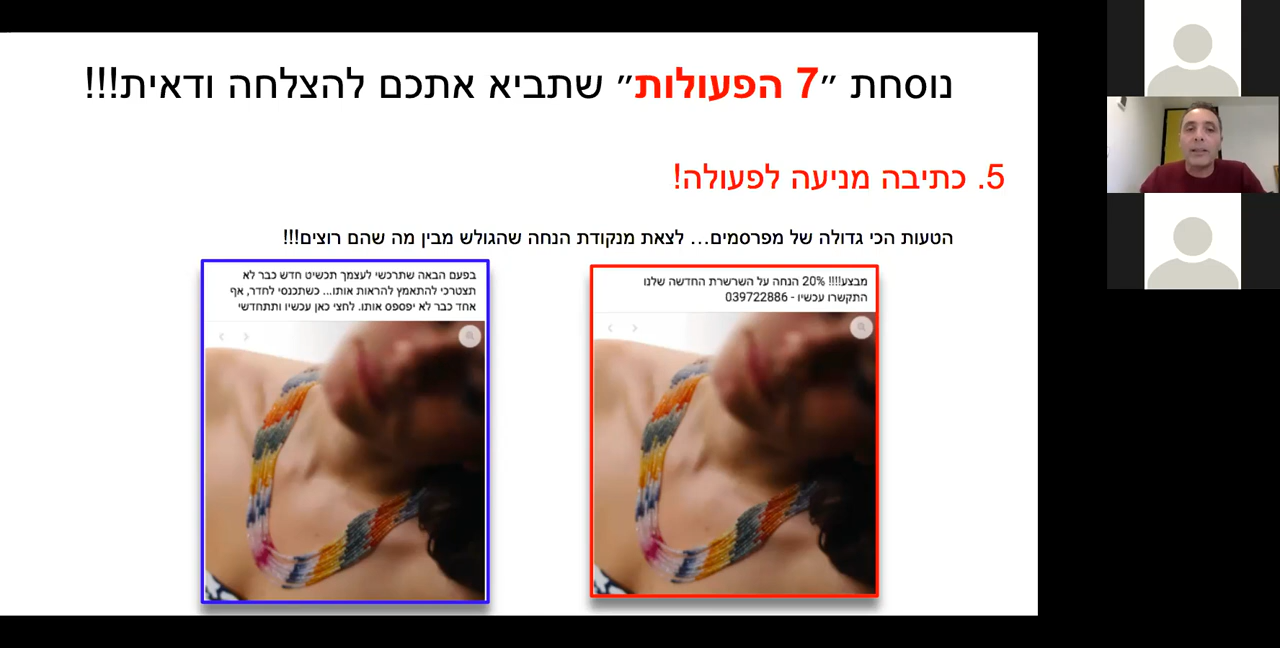 נוסחת ״7 הפעולות״ שתביא אתכם להצלחה ודאית!!!
5. כתיבה מניעה לפעולה!
הטעות הכי גדולה של מפרסמים... לצאת מנקודת הנחה שהגולש מבין מה שהם רוצים!!!
מבצע!!!! 20% הנחה על השרשרת החדשה שלנו
התקשרו עכשיו - 039722886
בפעם הבאה שתרכשי לעצמך תכשיט חדש כבר לא
תצטרכי להתאמץ להראות אותו... כשתכנסי לחדר, אף
אחד כבר לא יפספס אותו. לחצי כאן עכשיו ותתחדשי